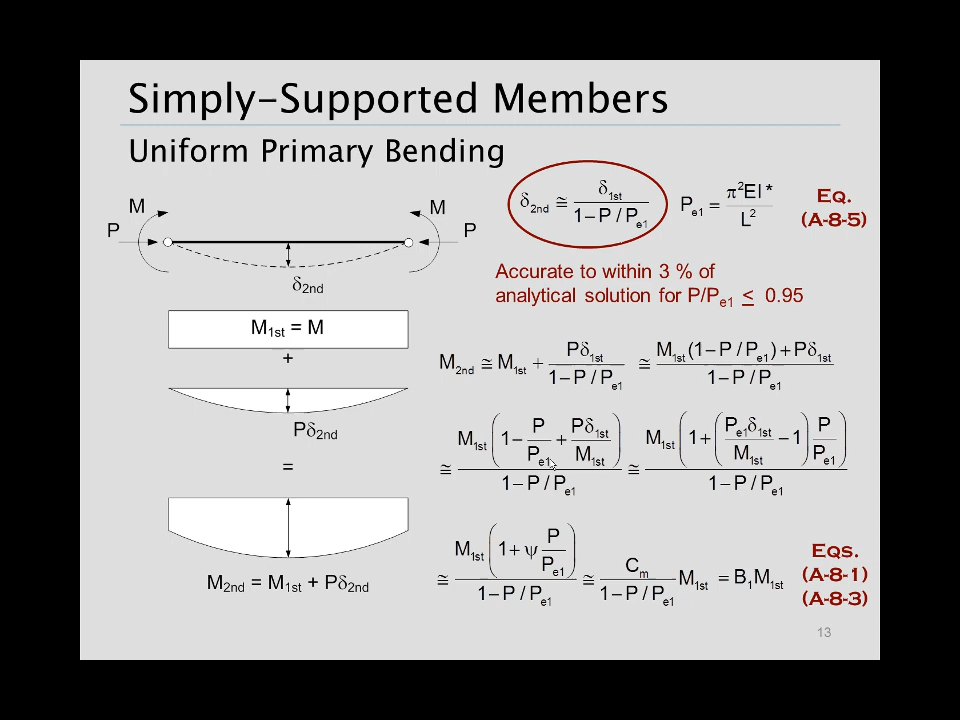 Simply-Supported Members
Uniform Primary Bending
M
M
P
P
δ2nd
δ2nd ≅ δ1st / (1 – P / Pe1)
Pe1 = π²EI* / L²
Eq.
(A-8-5)
Accurate to within 3 % of
analytical solution for P/Pe1 ≤ 0.95
M1st = M
+
Pδ2nd
=
M2nd = M1st + Pδ2nd
M2nd ≅ M1st + Pδ1st / (1 – P / Pe1) ≅ (M1st (1 – P / Pe1) + Pδ1st) / (1 – P / Pe1)
≅ M1st (1 – P / Pe1 + Pδ1st / M1st) / (1 – P / Pe1) ≅ M1st (1 + (Pe1δ1st / M1st – 1) P / Pe1) / (1 – P / Pe1)
≅ M1st (1 + ψ P / Pe1) / (1 – P / Pe1) ≅ Cm / (1 – P / Pe1) M1st = B1M1st
Eqs.
(A-8-1)
(A-8-3)
13